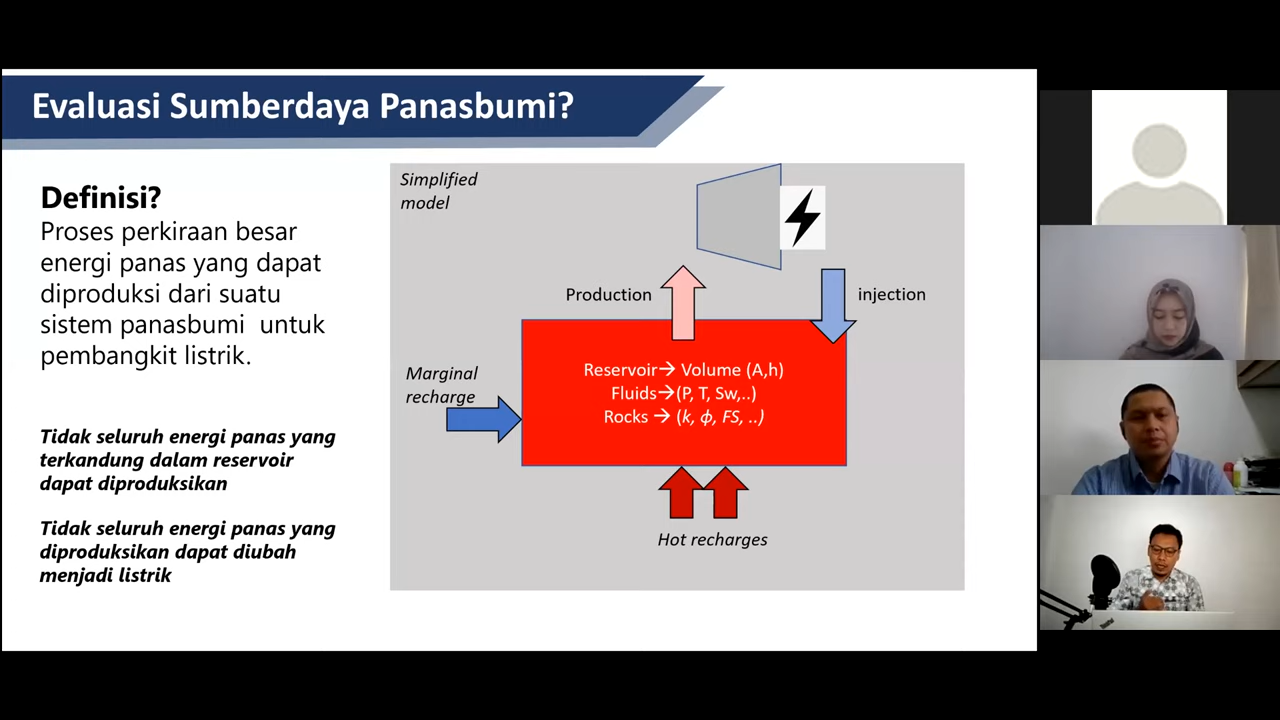 Evaluasi Sumberdaya Panasbumi?
Definisi?
Proses perkiraan besar
energi panas yang dapat
diproduksi dari suatu
sistem panasbumi untuk
pembangkit listrik.
Tidak seluruh energi panas yang
terkandung dalam reservoir
dapat diproduksikan
Tidak seluruh energi panas yang
diproduksikan dapat diubah
menjadi listrik
Simplified
model
Production
injection
Marginal
recharge
Reservoir→ Volume (A,h)
Fluids→(P, T, Sw,..)
Rocks → (k, ϕ, FS, ..)
Hot recharges